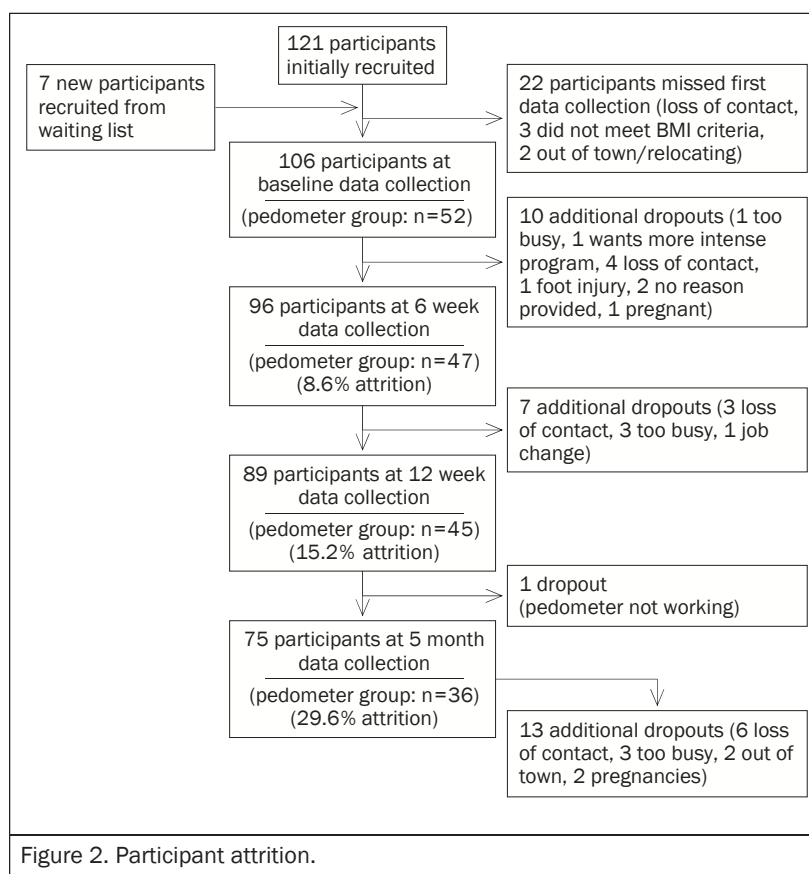 121 participants
initially recruited
7 new participants
recruited from
waiting list
22 participants missed first
data collection (loss of contact,
3 did not meet BMI criteria,
2 out of town/relocating)
106 participants at
baseline data collection
(pedometer group: n=52)
10 additional dropouts (1 too
busy, 1 wants more intense
program, 4 loss of contact,
1 foot injury, 2 no reason
provided, 1 pregnant)
96 participants at 6 week
data collection
(pedometer group: n=47)
(8.6% attrition)
7 additional dropouts (3 loss
of contact, 3 too busy, 1 job
change)
89 participants at 12 week
data collection
(pedometer group: n=45)
(15.2% attrition)
1 dropout
(pedometer not working)
75 participants at 5 month
data collection
(pedometer group: n=36)
(29.6% attrition)
13 additional dropouts (6 loss
of contact, 3 too busy, 2 out of
town, 2 pregnancies)
Figure 2. Participant attrition.